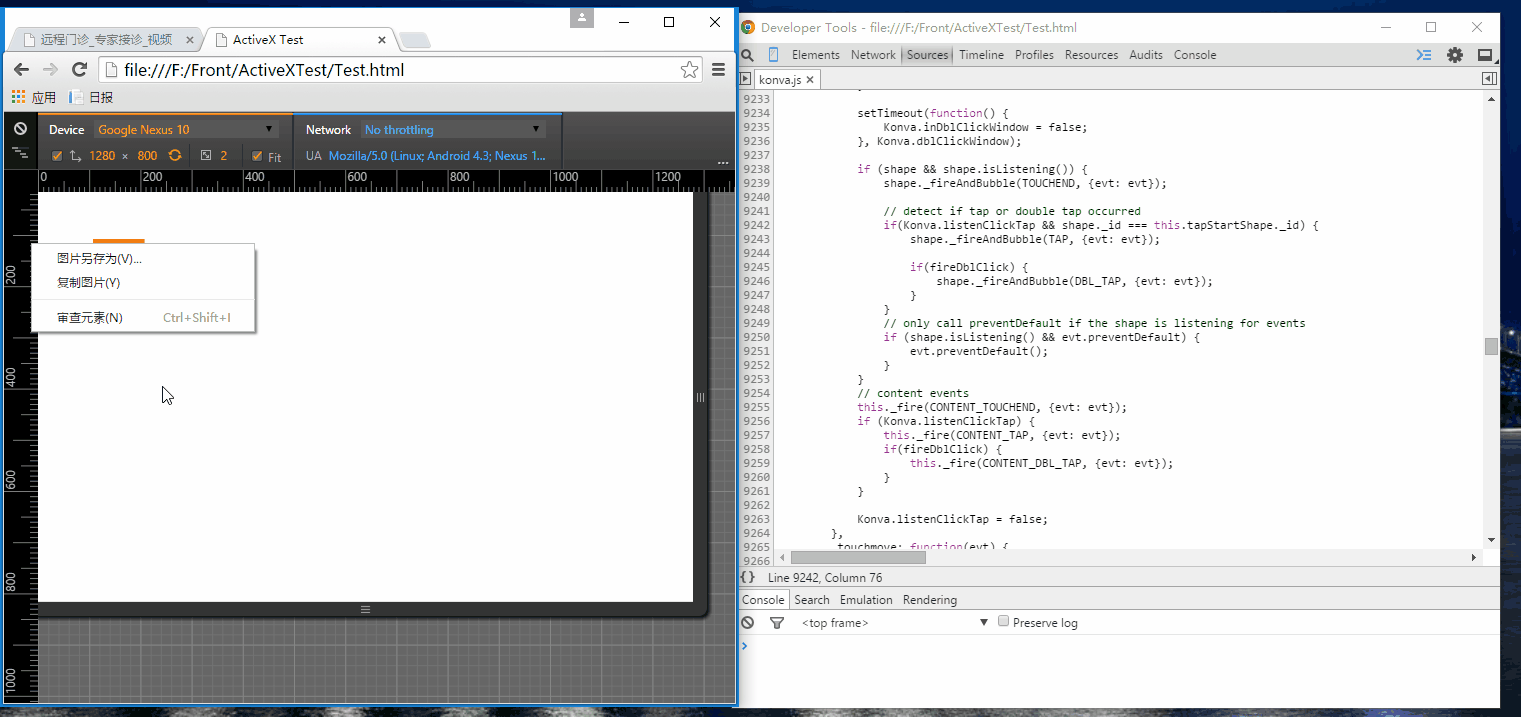 远程门诊_专家接诊_视频
ActiveX Test
file:///F:/Front/ActiveXTest/Test.html
应用
日报
Device Google Nexus 10
Network No throttling
1280 × 800 2 Fit
UA Mozilla/5.0 (Linux; Android 4.3; Nexus 1...
...
0 200 400 600 800 1000 1200
200
400
600
800
1000
图片另存为(V)...
复制图片(Y)
审查元素(N) Ctrl+Shift+I
Developer Tools - file:///F:/Front/ActiveXTest/Test.html
Elements Network Sources Timeline Profiles Resources Audits Console
konva.js
9233
9234 setTimeout(function() {
9235 Konva.inDblClickWindow = false;
9236 }, Konva.dblClickWindow);
9237
9238 if (shape && shape.isListening()) {
9239 shape._fireAndBubble(TOUCHEND, {evt: evt});
9240
9241 // detect if tap or double tap occurred
9242 if(Konva.listenClickTap && shape._id === this.tapStartShape._id) {
9243 shape._fireAndBubble(TAP, {evt: evt});
9244
9245 if(fireDblClick) {
9246 shape._fireAndBubble(DBL_TAP, {evt: evt});
9247 }
9248 }
9249 // only call preventDefault if the shape is listening for events
9250 if (shape.isListening() && evt.preventDefault) {
9251 evt.preventDefault();
9252 }
9253 }
9254 // content events
9255 this._fire(CONTENT_TOUCHEND, {evt: evt});
9256 if (Konva.listenClickTap) {
9257 this._fire(CONTENT_TAP, {evt: evt});
9258 if(fireDblClick) {
9259 this._fire(CONTENT_DBL_TAP, {evt: evt});
9260 }
9261 }
9262
9263 Konva.listenClickTap = false;
9264 },
9265 _touchmove: function(evt) {
9266
{} Line 9242, Column 76
Console Search Emulation Rendering
<top frame> Preserve log